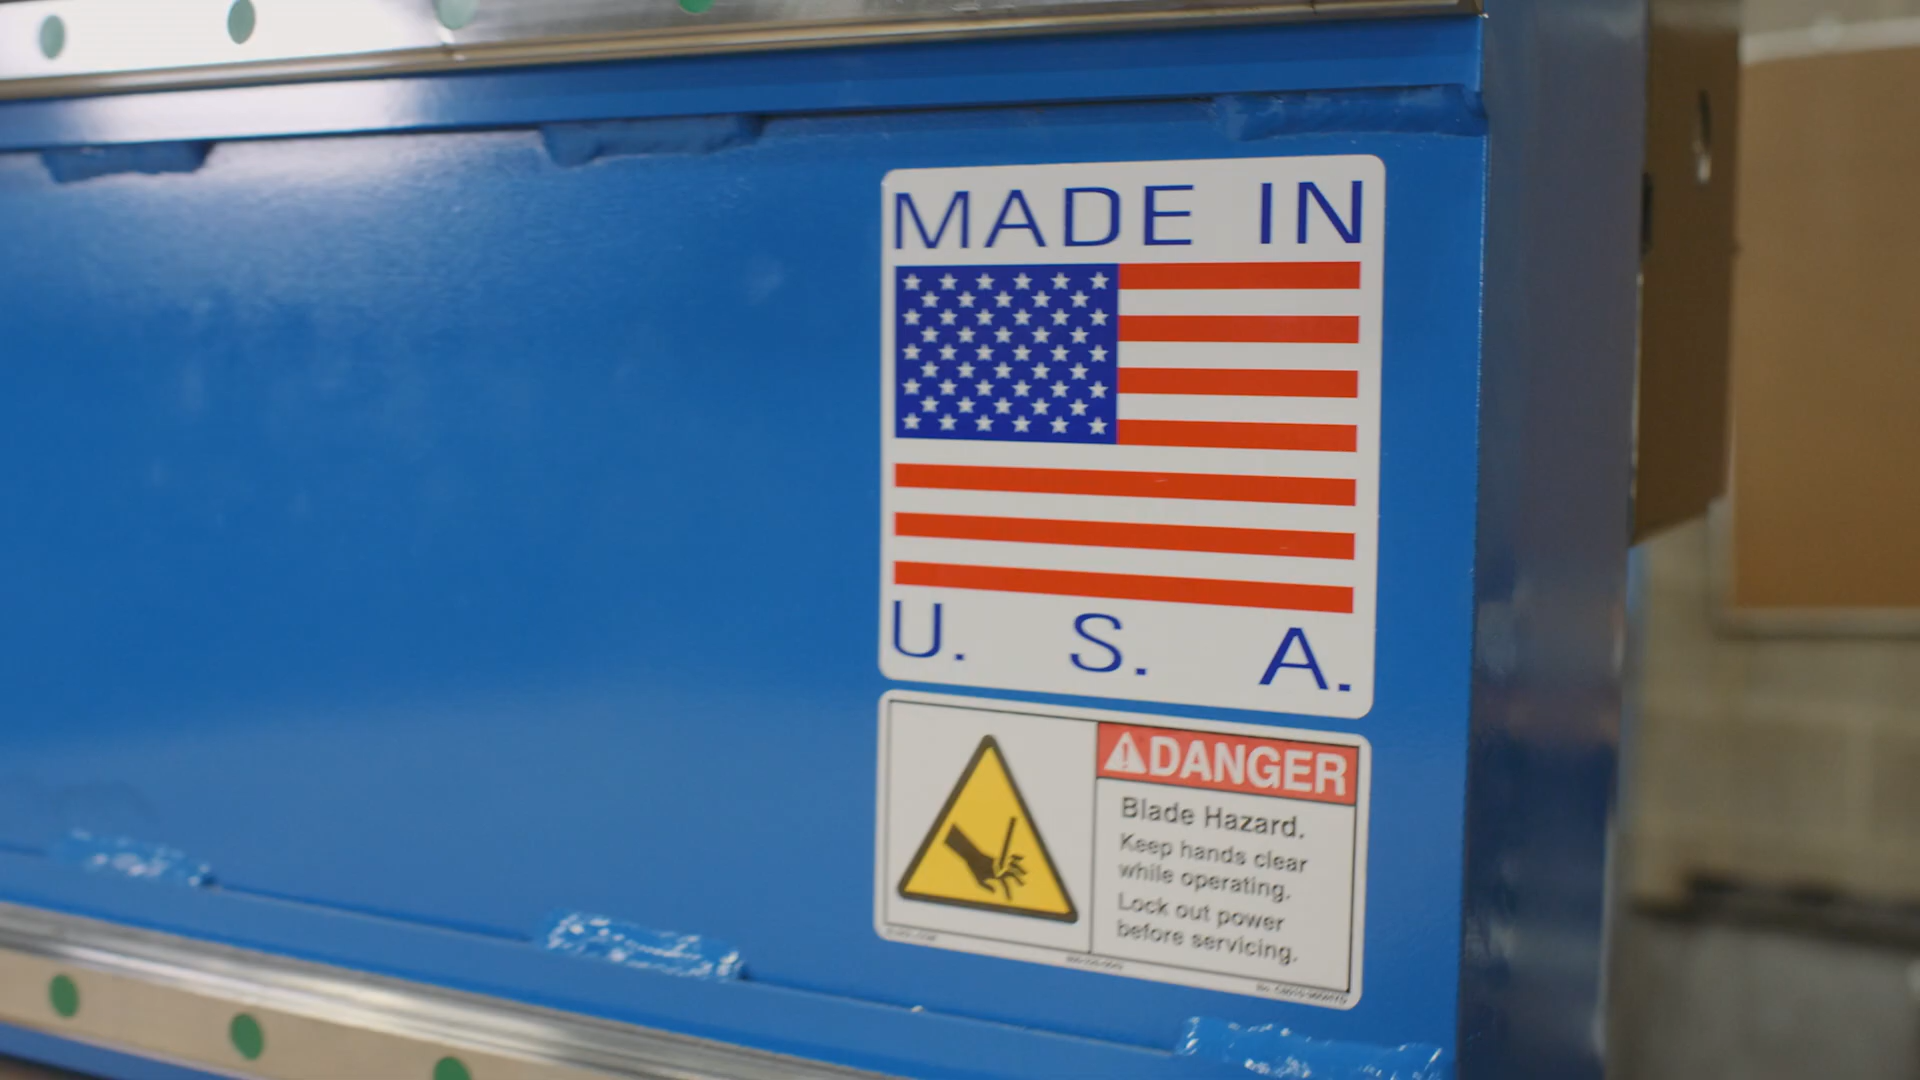 MADE IN
U. S. A.
DANGER
Blade Hazard.
Keep hands clear
while operating.
Lock out power
before servicing.